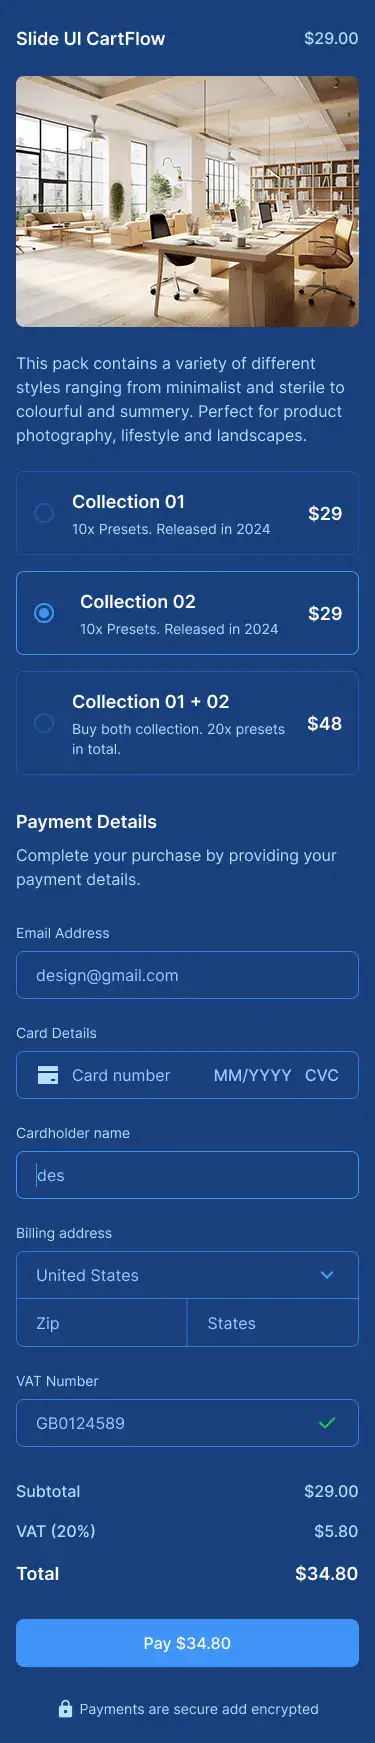 Slide UI CartFlow $29.00
This pack contains a variety of different
styles ranging from minimalist and sterile to
colourful and summery. Perfect for product
photography, lifestyle and landscapes.
Collection 01
10x Presets. Released in 2024
$29
Collection 02
10x Presets. Released in 2024
$29
Collection 01 + 02
Buy both collection. 20x presets
in total.
$48
Payment Details
Complete your purchase by providing your
payment details.
Email Address
design@gmail.com
Card Details
Card number MM/YYYY CVC
Cardholder name
des
Billing address
United States
Zip States
VAT Number
GB0124589
Subtotal $29.00
VAT (20%) $5.80
Total $34.80
Pay $34.80
Payments are secure add encrypted